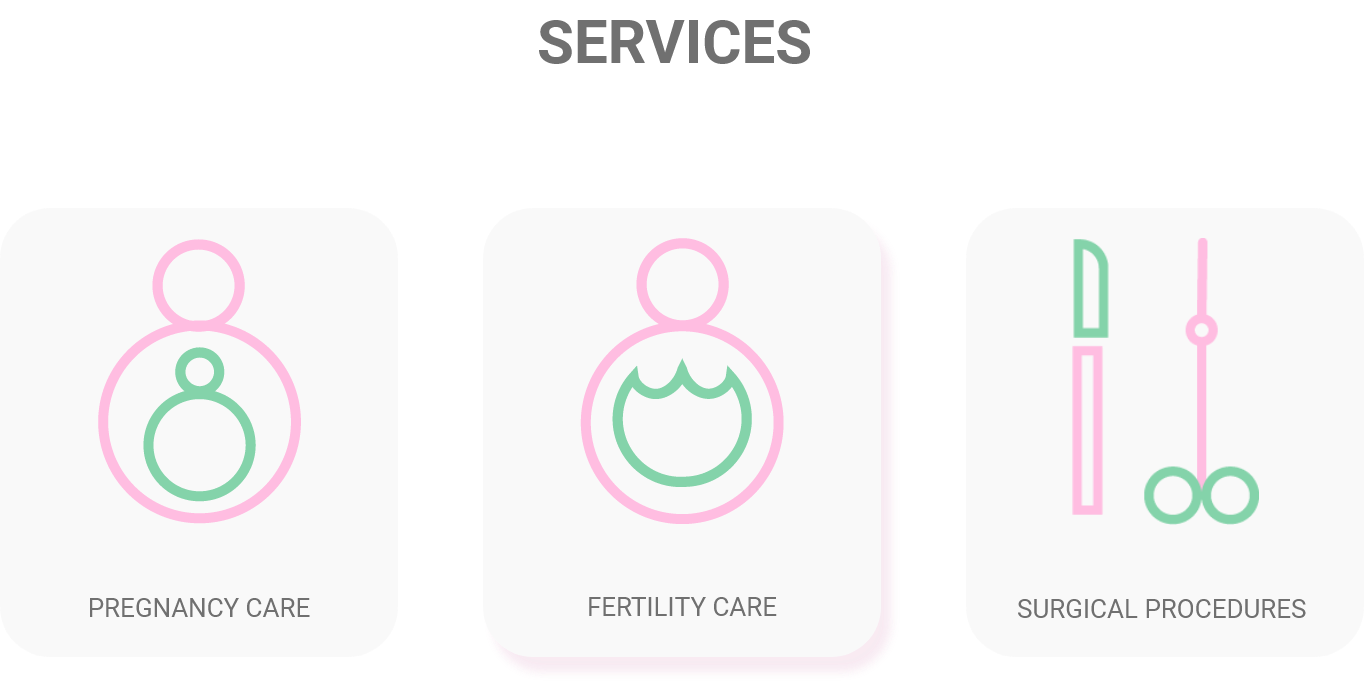 SERVICES
PREGNANCY CARE
FERTILITY CARE
SURGICAL PROCEDURES